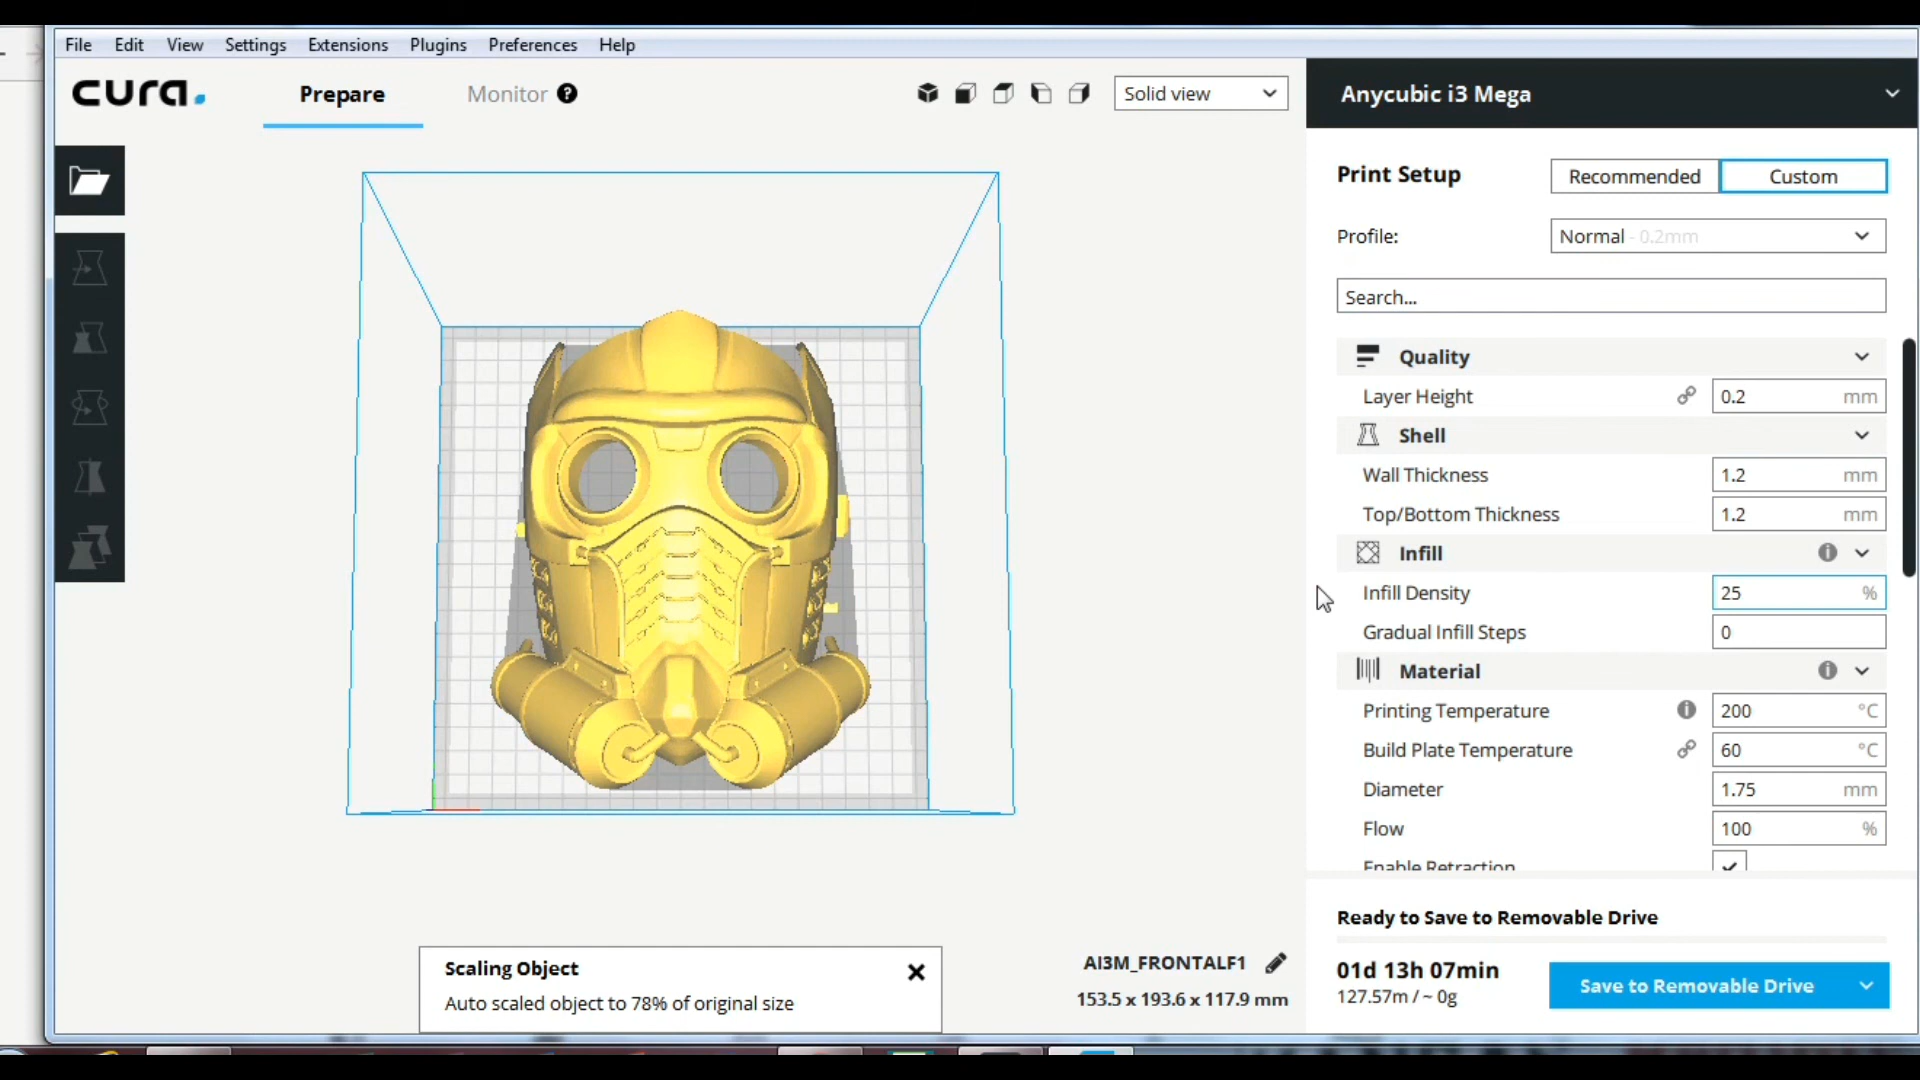 File Edit View Settings Extensions Plugins Preferences Help
cura.
Prepare
Monitor ?
Solid view
Anycubic i3 Mega
Print Setup
Recommended
Custom
Profile:
Normal - 0.2mm
Search...
Quality
Layer Height
0.2 mm
Shell
Wall Thickness
1.2 mm
Top/Bottom Thickness
1.2 mm
Infill
Infill Density
25 %
Gradual Infill Steps
0
Material
Printing Temperature
200 °C
Build Plate Temperature
60 °C
Diameter
1.75 mm
Flow
100 %
Enable Retraction
Ready to Save to Removable Drive
01d 13h 07min
127.57m / ~ 0g
Save to Removable Drive
AI3M_FRONTALF1
153.5 x 193.6 x 117.9 mm
Scaling Object
Auto scaled object to 78% of original size